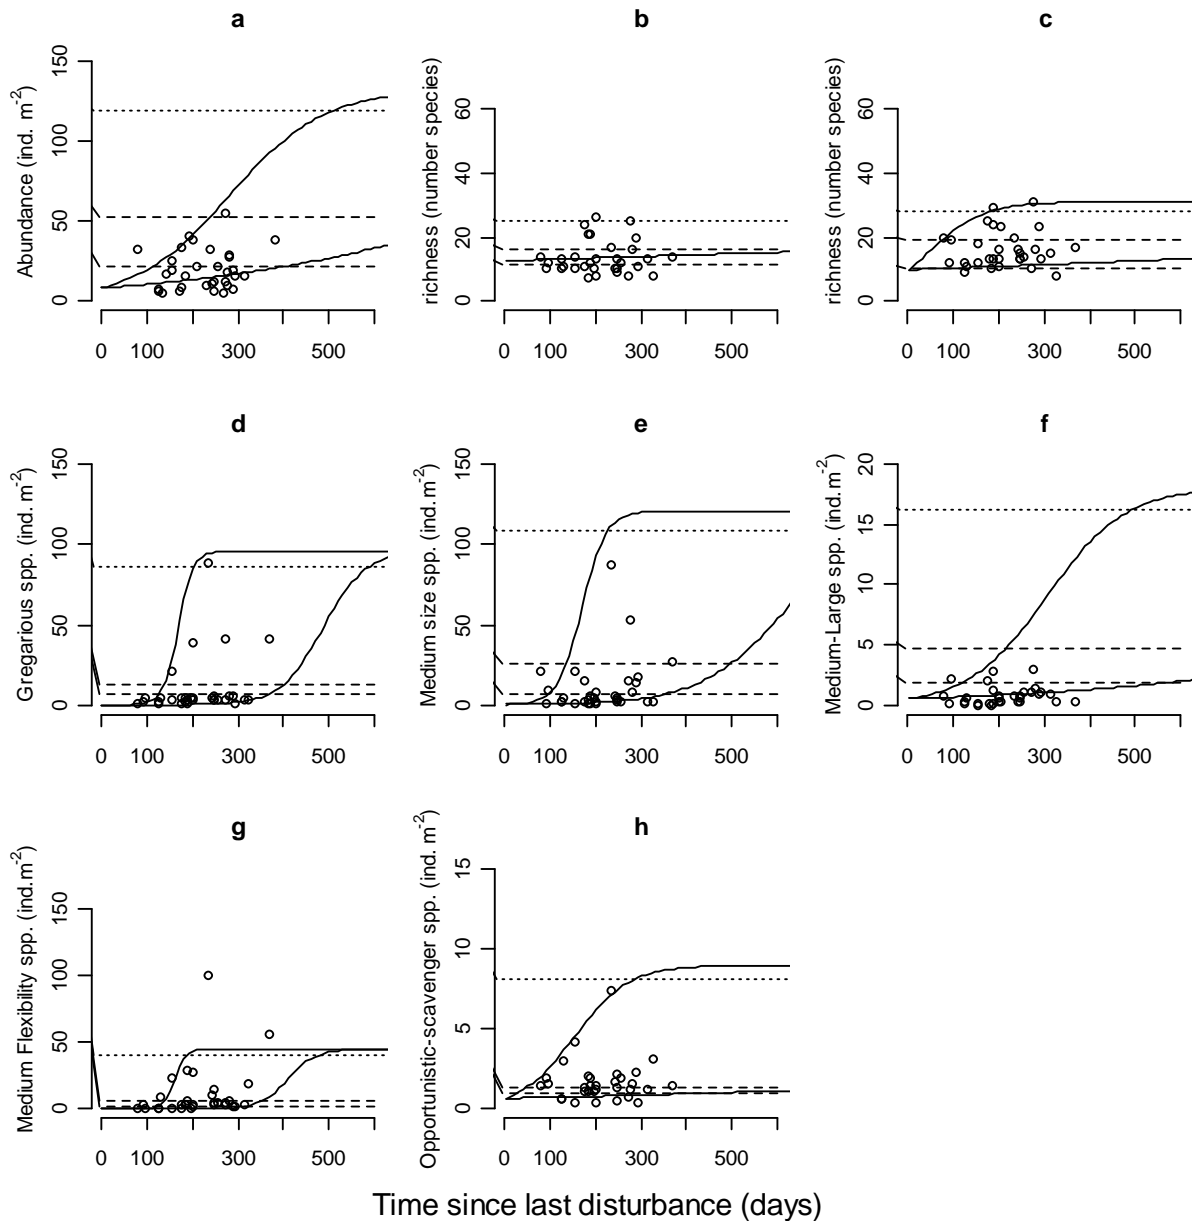 a
b
c
Abundance (ind. m-2)
0 50 100 150
0 100 300 500
richness (number species)
0 20 40 60
0 100 300 500
richness (number species)
0 20 40 60
0 100 300 500
d
e
f
Gregarious spp. (ind.m-2)
0 50 100 150
0 100 300 500
Medium size spp. (ind.m-2)
0 50 100 150
0 100 300 500
Medium-Large spp. (ind.m-2)
0 5 10 15 20
0 100 300 500
g
h
Medium Flexibility spp. (ind.m-2)
0 50 100 150
0 100 300 500
Opportunistic-scavenger spp. (ind. m-2)
0 5 10 15
0 100 300 500
Time since last disturbance (days)